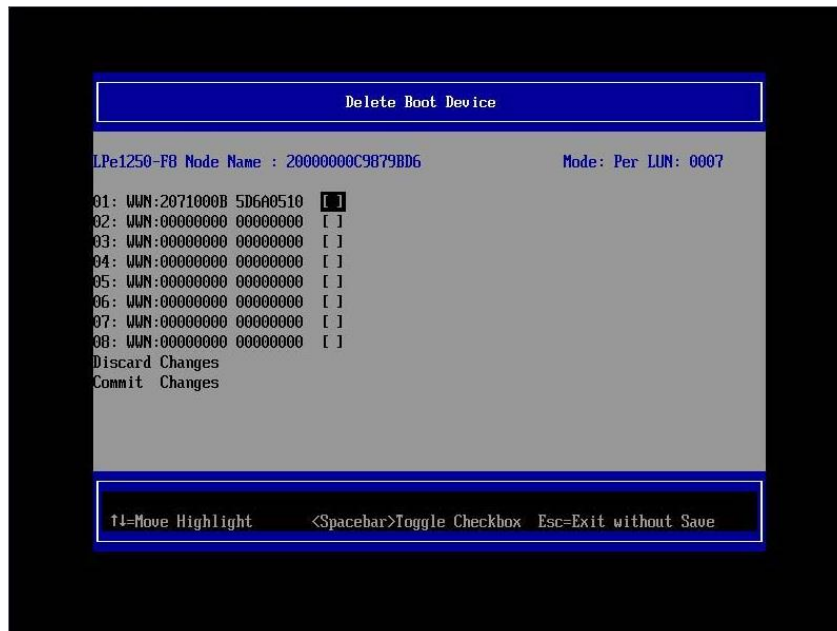 Delete Boot Device
LPe1250-F8 Node Name : 20000000C9879BD6 Mode: Per LUN: 0007
01: WWN:2071000B 5D6A0510 [ ]
02: WWN:00000000 00000000 [ ]
03: WWN:00000000 00000000 [ ]
04: WWN:00000000 00000000 [ ]
05: WWN:00000000 00000000 [ ]
06: WWN:00000000 00000000 [ ]
07: WWN:00000000 00000000 [ ]
08: WWN:00000000 00000000 [ ]
Discard Changes
Commit Changes
↑↓=Move Highlight <Spacebar>Toggle Checkbox Esc=Exit without Save